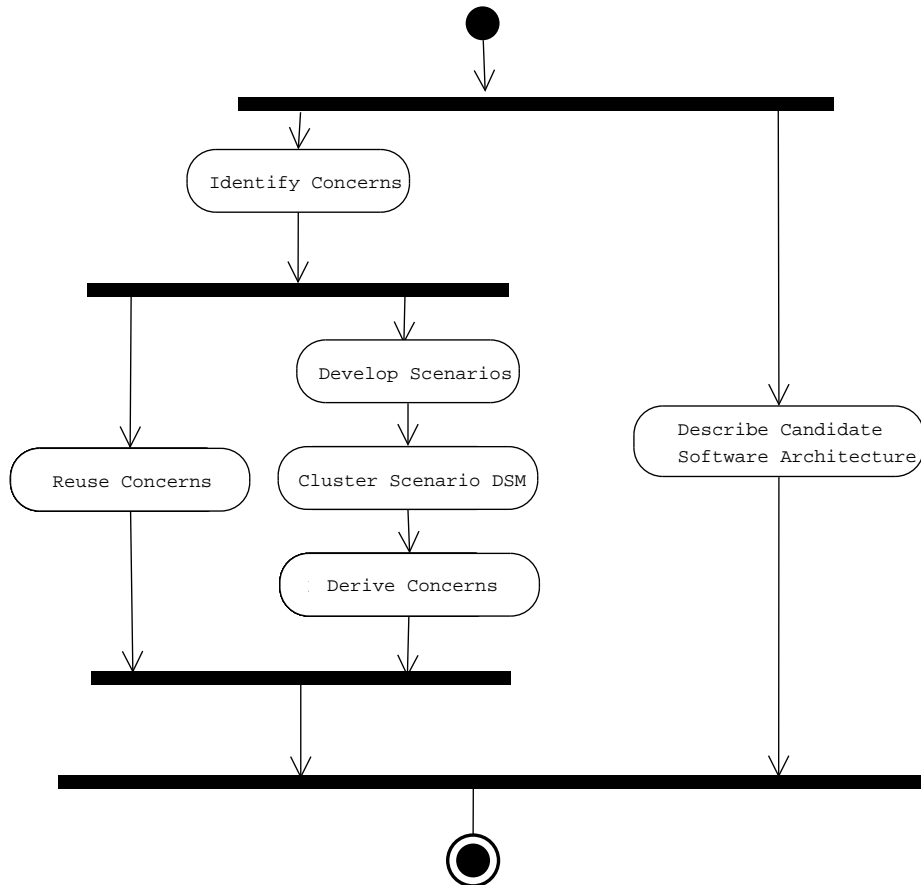 Identify Concerns
Develop Scenarios
Describe Candidate
Software Architecture
Reuse Concerns
Cluster Scenario DSM
Derive Concerns